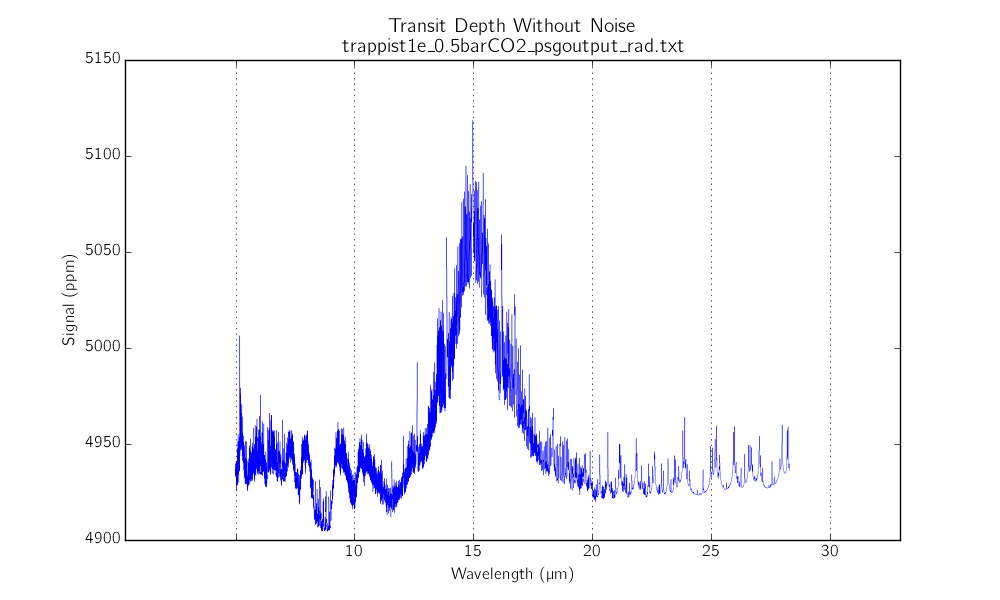 Transit Depth Without Noise
trappist1e_0.5barCO2_psgoutput_rad.txt
5150
5100
5050
5000
4950
4900
Signal (ppm)
10
15
20
25
30
Wavelength (µm)